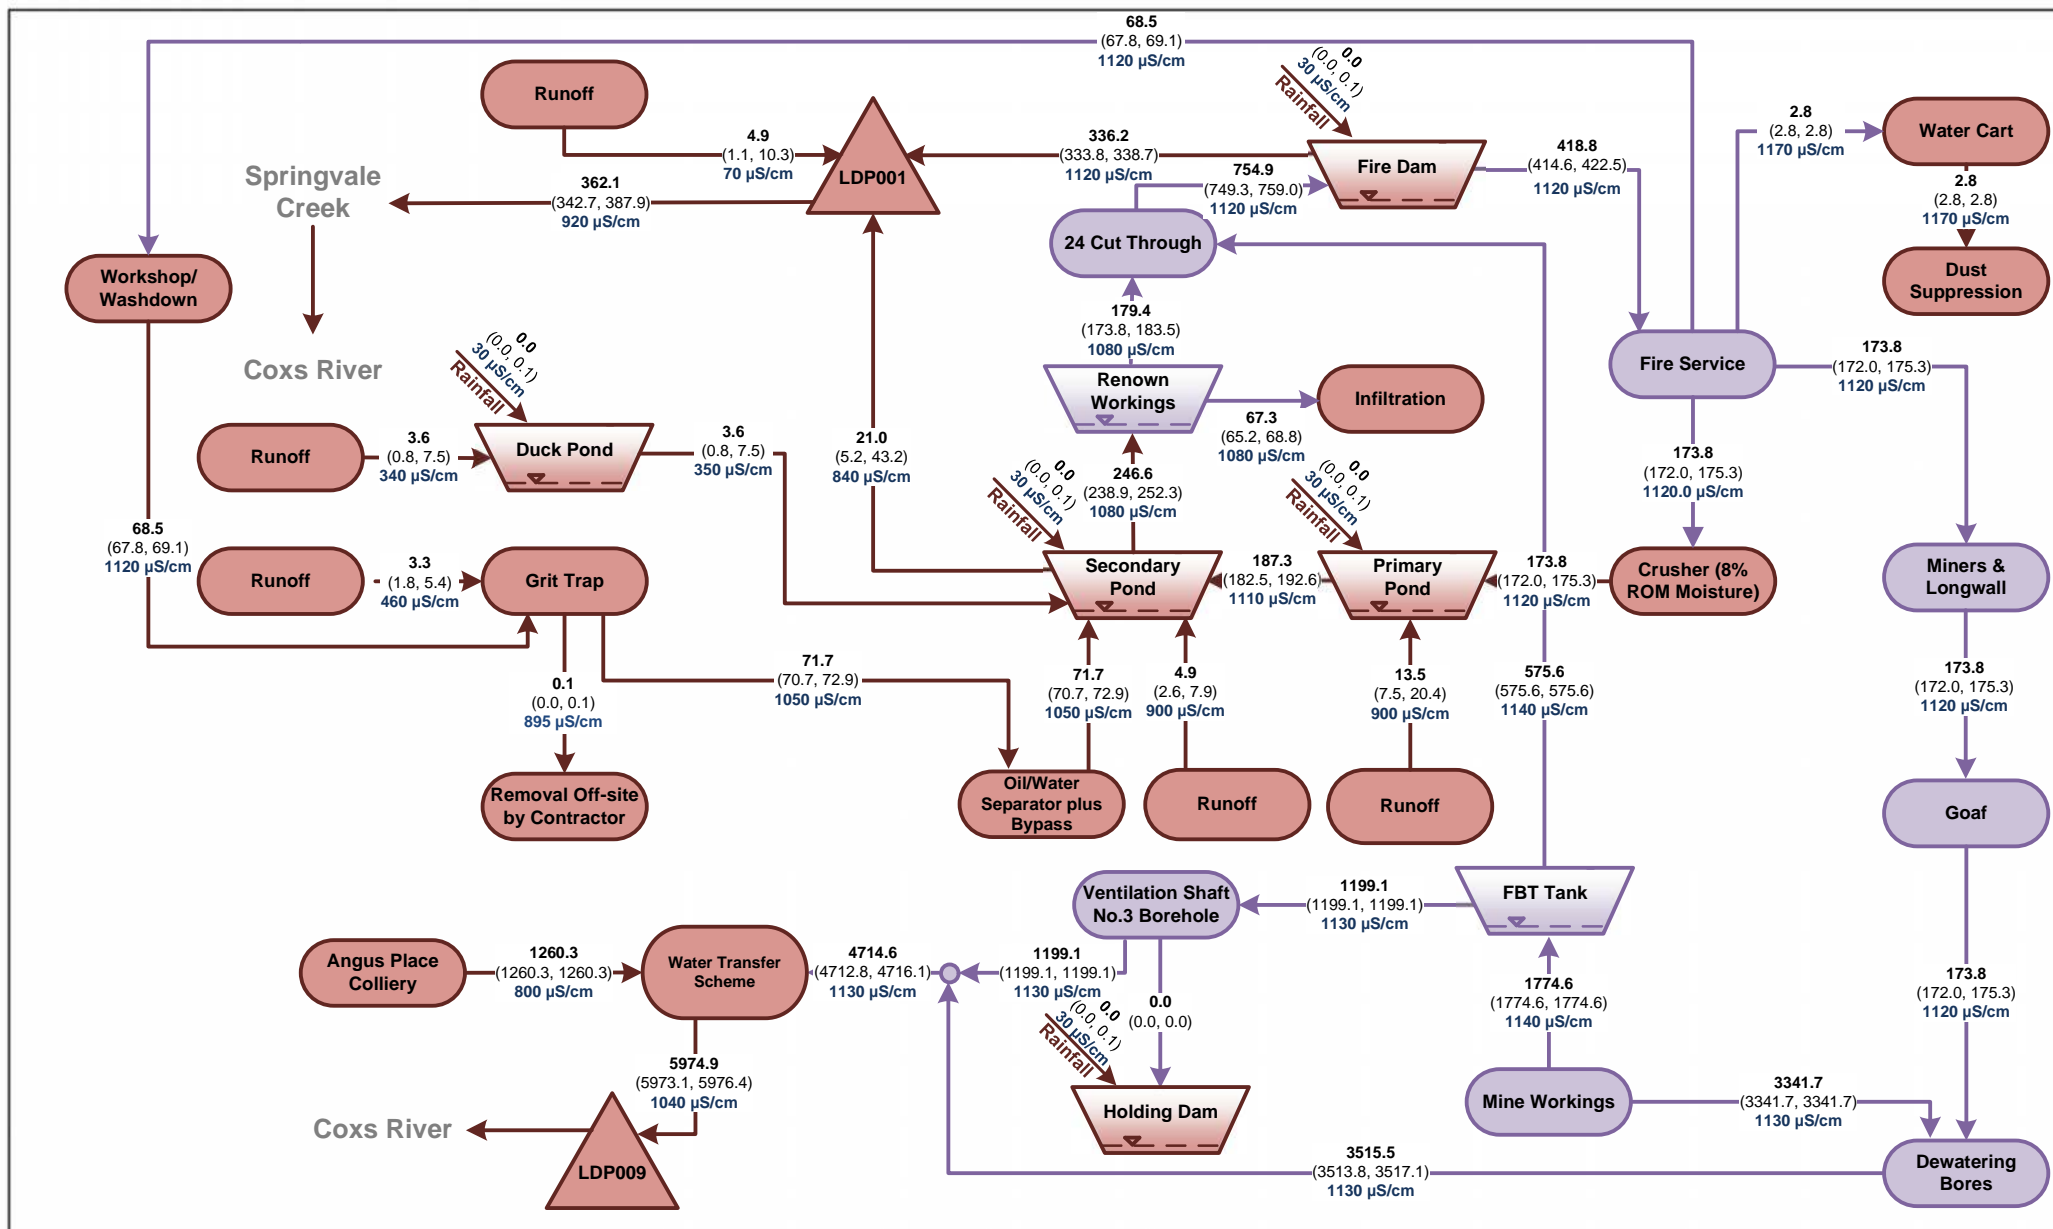 68.5
(67.8, 69.1)
1120 µS/cm
Runoff
4.9
(1.1, 10.3)
70 µS/cm
LDP001
336.2
(333.8, 338.7)
1120 µS/cm
0.0
(0.0, 0.1)
30 µS/cm
Rainfall
Fire Dam
418.8
(414.6, 422.5)
1120 µS/cm
2.8
(2.8, 2.8)
1170 µS/cm
Water Cart
2.8
(2.8, 2.8)
1170 µS/cm
Dust
Suppression
Springvale
Creek
362.1
(342.7, 387.9)
920 µS/cm
754.9
(749.3, 759.0)
1120 µS/cm
24 Cut Through
Workshop/
Washdown
Coxs River
179.4
(173.8, 183.5)
1080 µS/cm
Fire Service
173.8
(172.0, 175.3)
1120 µS/cm
0.0
(0.0, 0.1)
30 µS/cm
Rainfall
Renown
Workings
Infiltration
67.3
(65.2, 68.8)
1080 µS/cm
Runoff
3.6
(0.8, 7.5)
340 µS/cm
Duck Pond
3.6
(0.8, 7.5)
350 µS/cm
21.0
(5.2, 43.2)
840 µS/cm
0.0
(0.0, 0.1)
30 µS/cm
Rainfall
246.6
(238.9, 252.3)
1080 µS/cm
0.0
(0.0, 0.1)
30 µS/cm
Rainfall
173.8
(172.0, 175.3)
1120.0 µS/cm
68.5
(67.8, 69.1)
1120 µS/cm
Runoff
3.3
(1.8, 5.4)
460 µS/cm
Grit Trap
Secondary
Pond
187.3
(182.5, 192.6)
1110 µS/cm
Primary
Pond
173.8
(172.0, 175.3)
1120 µS/cm
Crusher (8%
ROM Moisture)
Miners &
Longwall
0.1
(0.0, 0.1)
895 µS/cm
71.7
(70.7, 72.9)
1050 µS/cm
71.7
(70.7, 72.9)
1050 µS/cm
4.9
(2.6, 7.9)
900 µS/cm
13.5
(7.5, 20.4)
900 µS/cm
575.6
(575.6, 575.6)
1140 µS/cm
173.8
(172.0, 175.3)
1120 µS/cm
Removal Off-site
by Contractor
Oil/Water
Separator plus
Bypass
Runoff
Runoff
Goaf
Ventilation Shaft
No.3 Borehole
1199.1
(1199.1, 1199.1)
1130 µS/cm
FBT Tank
Angus Place
Colliery
1260.3
(1260.3, 1260.3)
800 µS/cm
Water Transfer
Scheme
4714.6
(4712.8, 4716.1)
1130 µS/cm
1199.1
(1199.1, 1199.1)
1130 µS/cm
0.0
(0.0, 0.0)
1774.6
(1774.6, 1774.6)
1140 µS/cm
173.8
(172.0, 175.3)
1120 µS/cm
0.0
(0.0, 0.1)
30 µS/cm
Rainfall
5974.9
(5973.1, 5976.4)
1040 µS/cm
Holding Dam
Mine Workings
3341.7
(3341.7, 3341.7)
1130 µS/cm
Coxs River
LDP009
3515.5
(3513.8, 3517.1)
1130 µS/cm
Dewatering
Bores